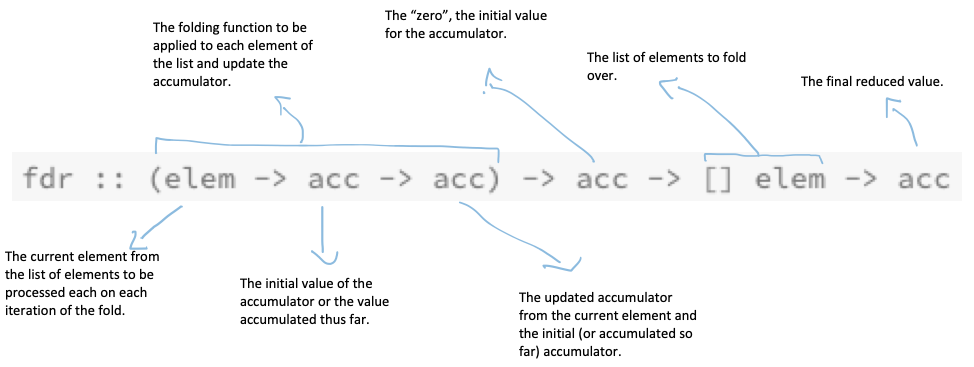 The folding function to be
applied to each element of
the list and update the
accumulator.
The “zero”, the initial value
for the accumulator.
The list of elements to fold
over.
The final reduced value.
fdr :: (elem -> acc -> acc) -> acc -> [] elem -> acc
The current element from
the list of elements to be
processed each on each
iteration of the fold.
The initial value of the
accumulator or the value
accumulated thus far.
The updated accumulator
from the current element and
the initial (or accumulated so
far) accumulator.